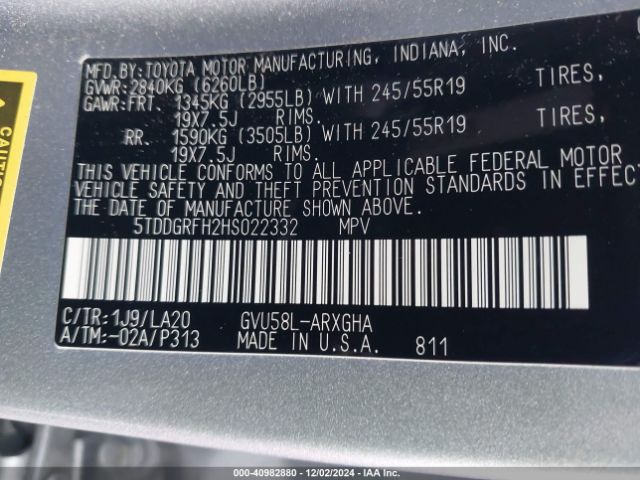 MFD.BY:TOYOTA MOTOR MANUFACTURING, INDIANA, INC.
GVWR:2840KG (6260LB)
GAWR:FRT. 1345KG (2955LB) WITH 245/55R19 TIRES,
19X7.5J RIMS.
RR. 1590KG (3505LB) WITH 245/55R19 TIRES,
19X7.5J RIMS.
THIS VEHICLE CONFORMS TO ALL APPLICABLE FEDERAL MOTOR
VEHICLE SAFETY AND THEFT PREVENTION STANDARDS IN EFFEC
THE DATE OF MANUFACTURE SHOWN ABOVE.
5TDDGRFH2HS022332 MPV
C/TR:1J9/LA20 GVU58L-ARXGHA
A/TM:-02A/P313 MADE IN U.S.A. 811
000-40982880 - 12/02/2024 - IAA Inc.